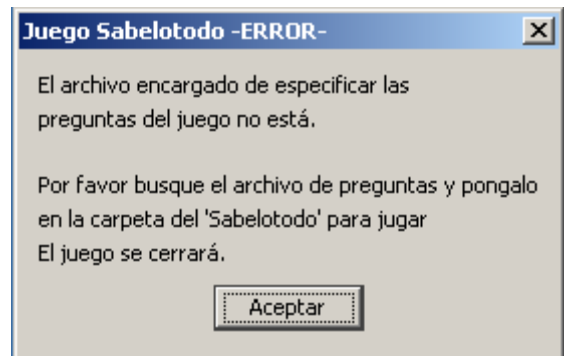 Juego Sabelotodo -ERROR-
El archivo encargado de especificar las
preguntas del juego no está.
Por favor busque el archivo de preguntas y pongalo
en la carpeta del 'Sabelotodo' para jugar
El juego se cerrará.
Aceptar